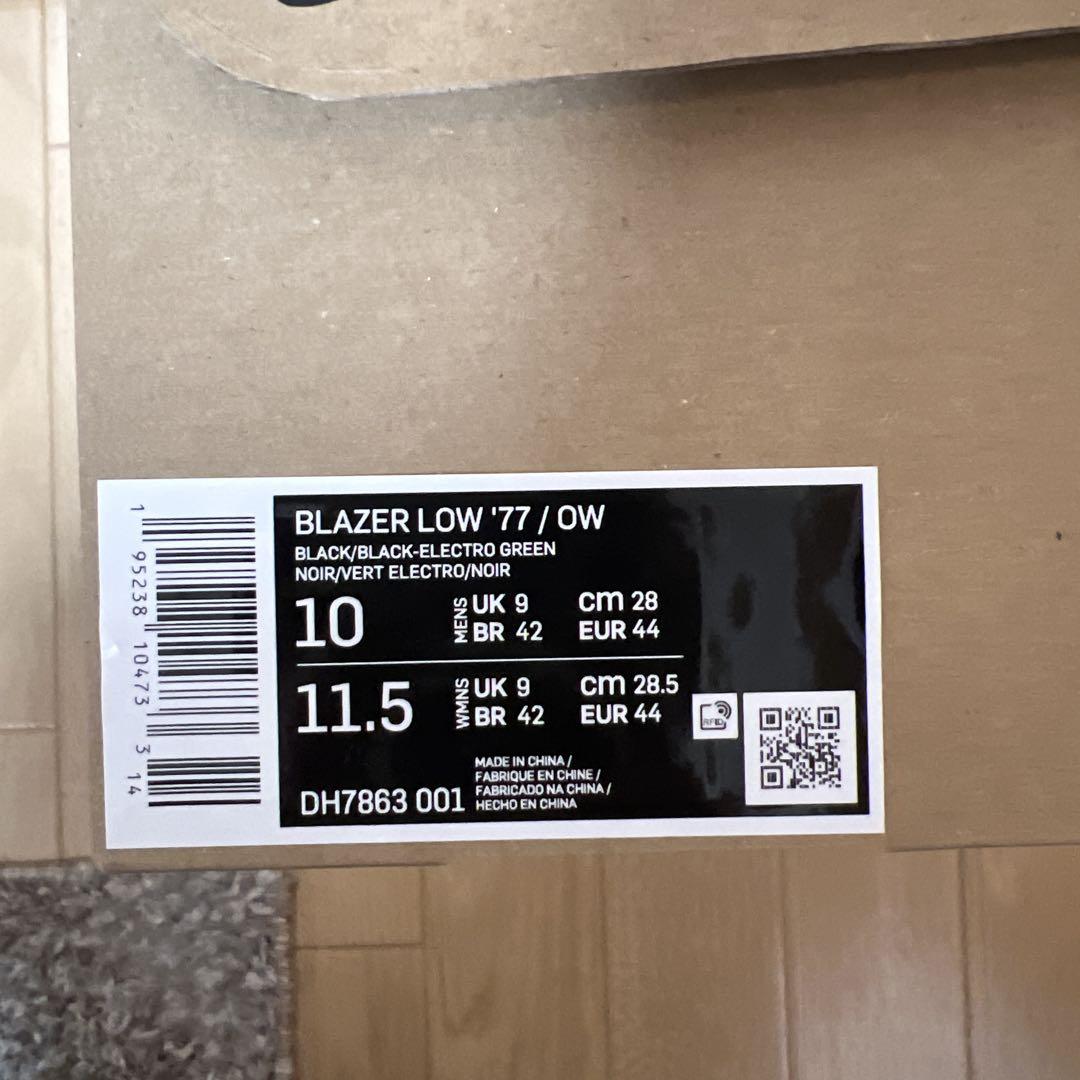 BLAZER LOW '77 / OW
BLACK/BLACK-ELECTRO GREEN
NOIR/VERT ELECTRO/NOIR
10 MENS UK 9 cm 28
BR 42 EUR 44
11.5 WMNS UK 9 cm 28.5
BR 42 EUR 44
RFID
MADE IN CHINA /
FABRIQUE EN CHINE /
FABRICADO NA CHINA /
HECHO EN CHINA
DH7863 001
1 95238 10473 3 14